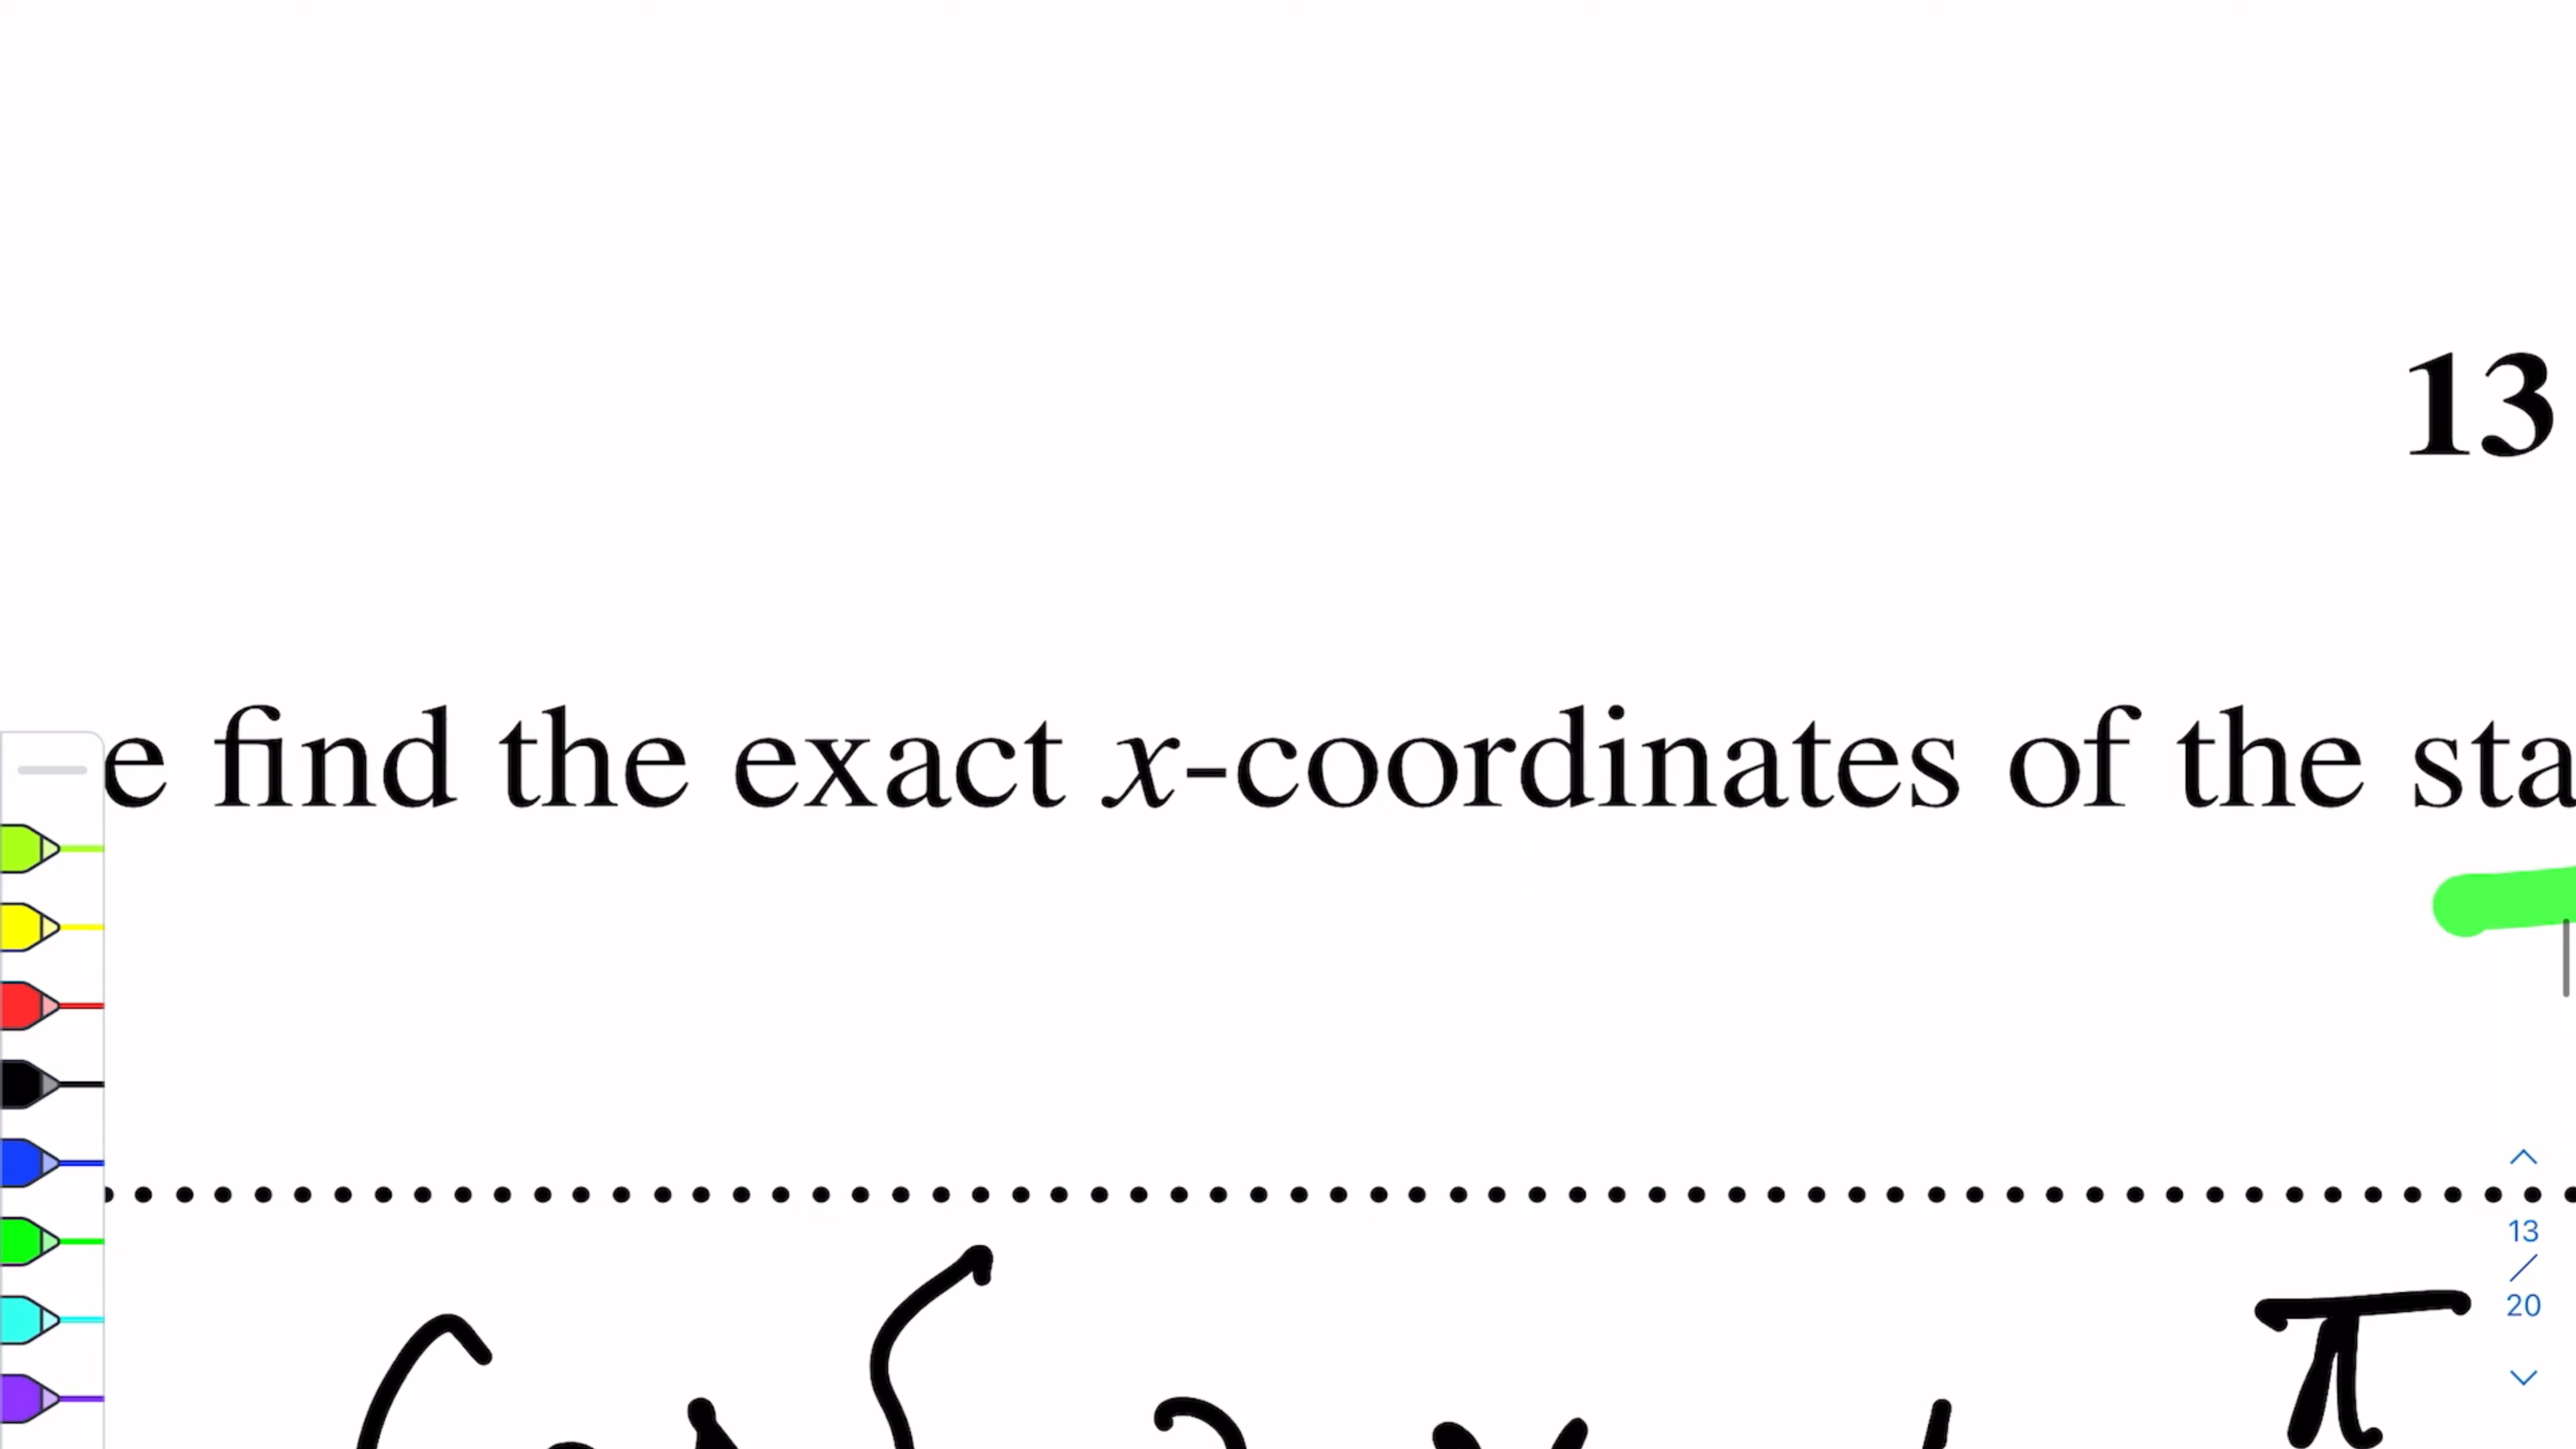 13
e find the exact x-coordinates of the sta
13
/
20
π